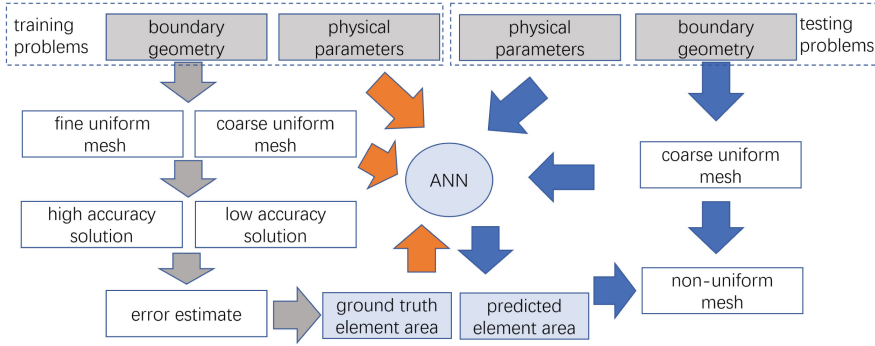 training
problems
boundary
geometry
physical
parameters
physical
parameters
boundary
geometry
testing
problems
fine uniform
mesh
coarse uniform
mesh
ANN
coarse uniform
mesh
high accuracy
solution
low accuracy
solution
error estimate
ground truth
element area
predicted
element area
non-uniform
mesh